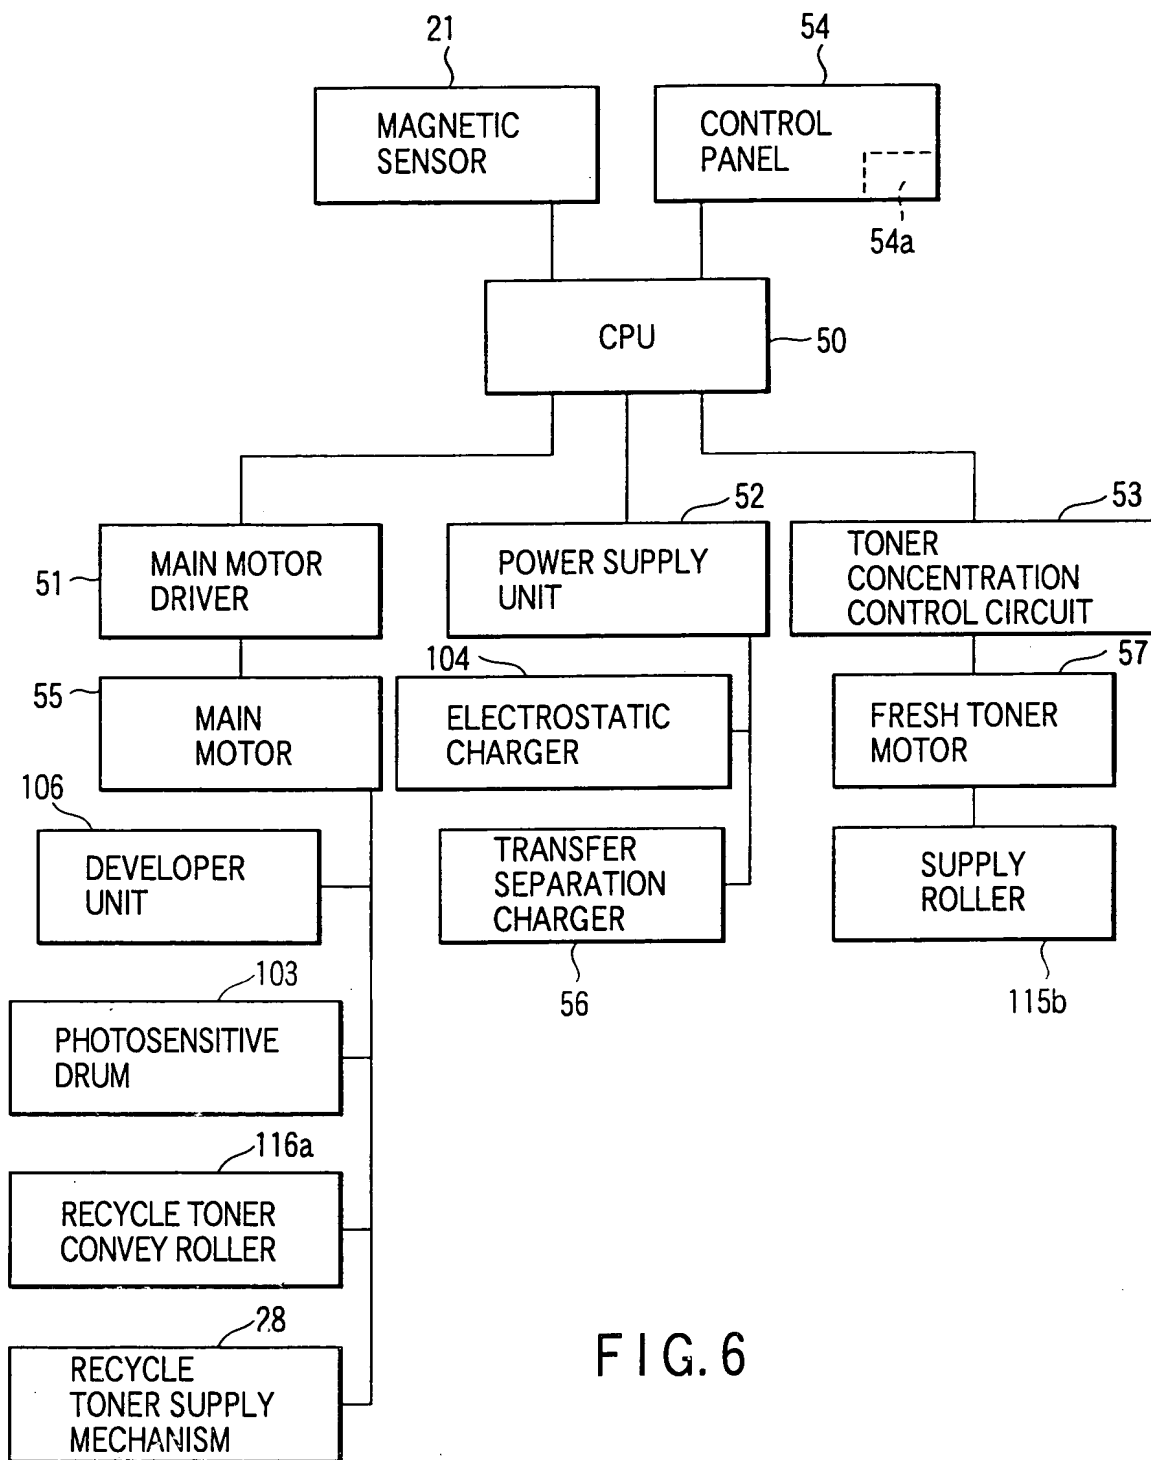 21
54
MAGNETIC
SENSOR
CONTROL
PANEL
54a
CPU
50
52
53
51
MAIN MOTOR
DRIVER
POWER SUPPLY
UNIT
TONER
CONCENTRATION
CONTROL CIRCUIT
55
104
57
MAIN
MOTOR
ELECTROSTATIC
CHARGER
FRESH TONER
MOTOR
106
DEVELOPER
UNIT
TRANSFER
SEPARATION
CHARGER
SUPPLY
ROLLER
103
56
115b
PHOTOSENSITIVE
DRUM
116a
RECYCLE TONER
CONVEY ROLLER
28
RECYCLE
TONER SUPPLY
MECHANISM
FIG. 6